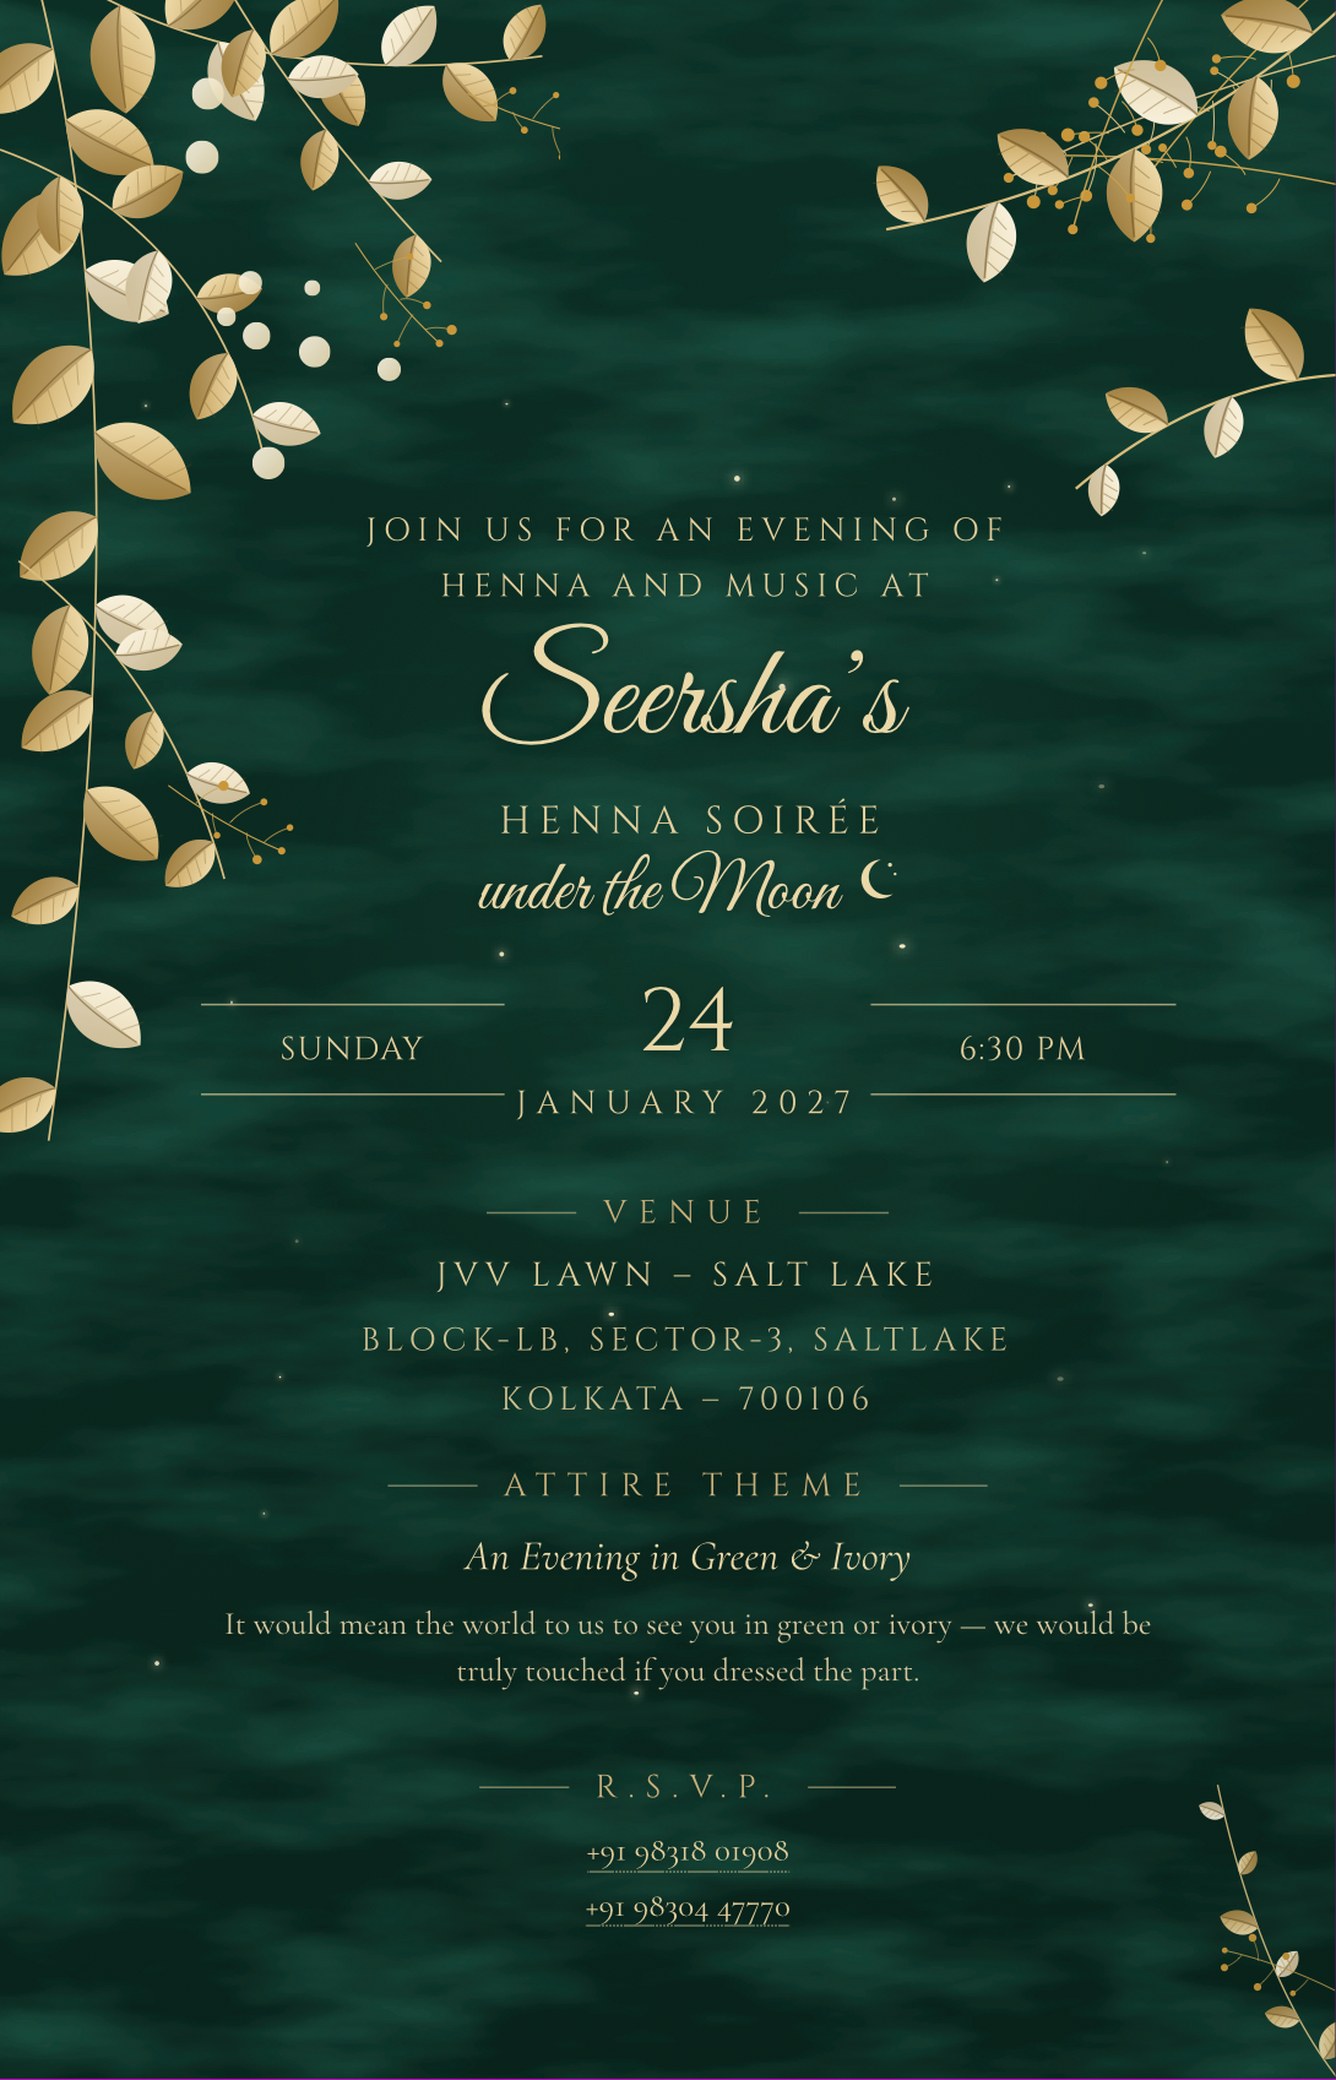 JOIN US FOR AN EVENING OF
HENNA AND MUSIC AT
Seersha's
HENNA SOIRÉE
under the Moon
SUNDAY
24
JANUARY 2027
6:30 PM
VENUE
JVV LAWN – SALT LAKE
BLOCK-LB, SECTOR-3, SALTLAKE
KOLKATA – 700106
ATTIRE THEME
An Evening in Green & Ivory
It would mean the world to us to see you in green or ivory — we would be
truly touched if you dressed the part.
R.S.V.P.
+91 98318 01908
+91 98304 47770